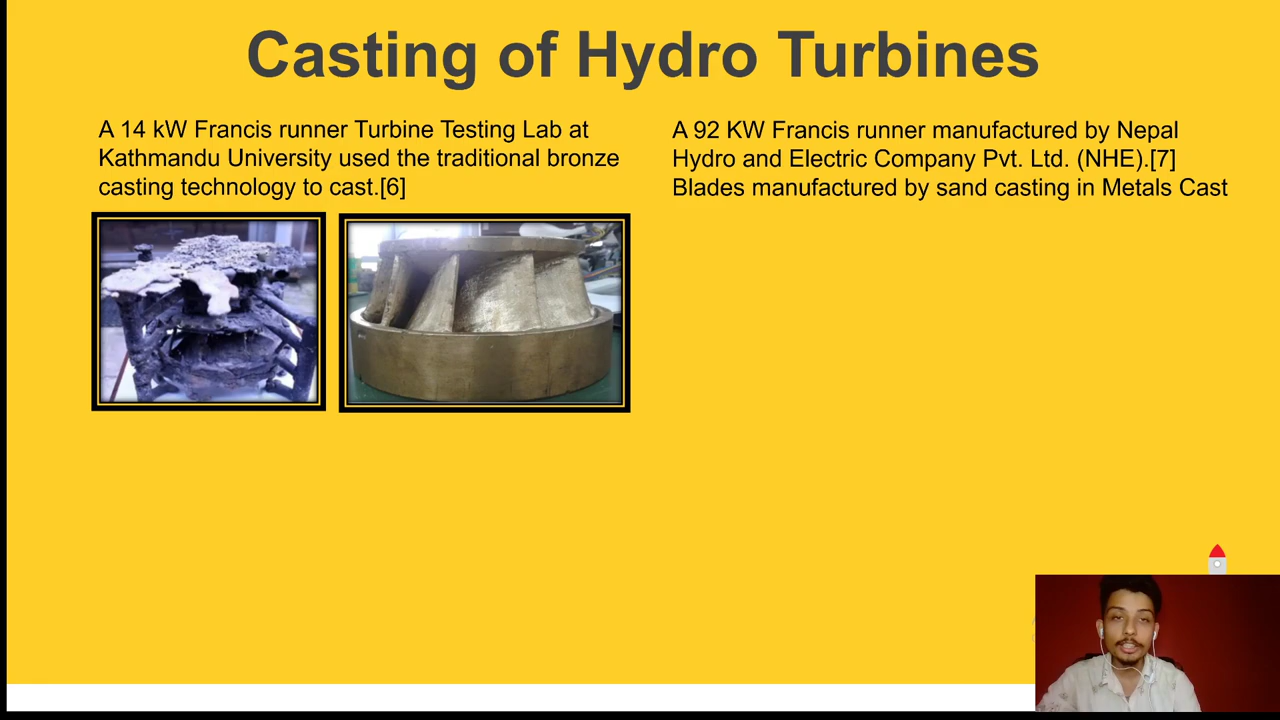 Casting of Hydro Turbines
A 14 kW Francis runner Turbine Testing Lab at
Kathmandu University used the traditional bronze
casting technology to cast.[6]
A 92 KW Francis runner manufactured by Nepal
Hydro and Electric Company Pvt. Ltd. (NHE).[7]
Blades manufactured by sand casting in Metals Cast